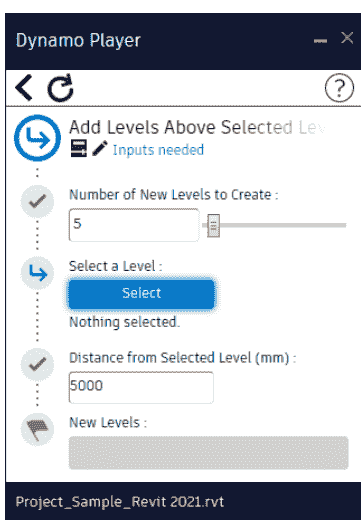 Dynamo Player
?
Add Levels Above Selected
Inputs needed
Number of New Levels to Create :
5
Select a Level :
Select
Nothing selected.
Distance from Selected Level (mm) :
5000
New Levels :
Project_Sample_Revit 2021.rvt